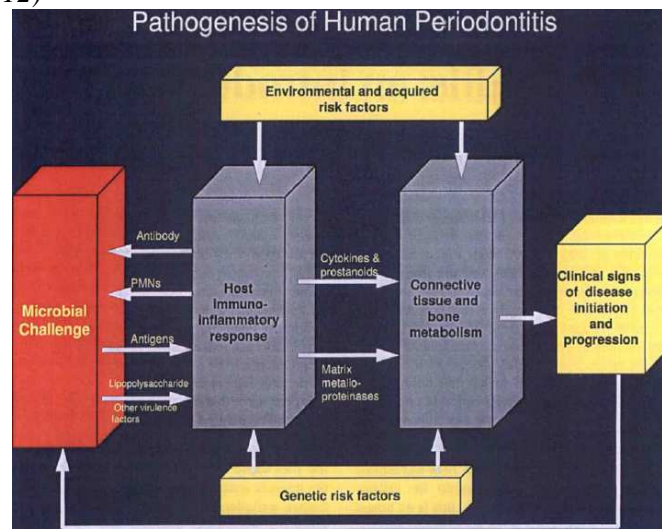 12)
Pathogenesis of Human Periodontitis
Environmental and acquired
risk factors
Antibody
PMNs
Microbial
Challenge
Antigens
Lipopolysaccharide
Other virulence
factors
Host
immuno-
inflammatory
response
Cytokines &
prostanoids
Matrix
metallo-
proteinases
Connective
tissue and
bone
metabolism
Clinical signs
of disease
initiation
and
progression
Genetic risk factors